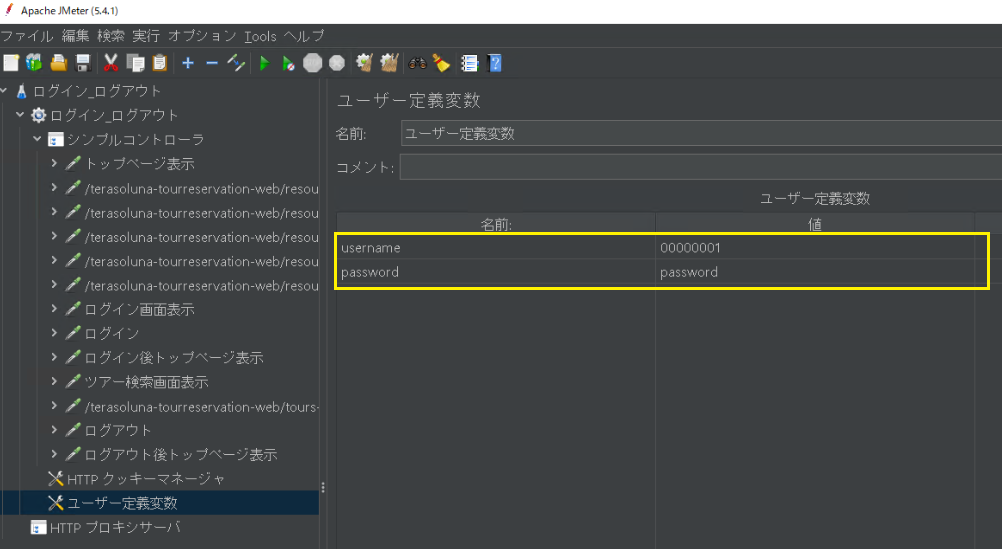 Apache JMeter (5.4.1)
ファイル 編集 検索 実行 オプション Tools ヘルプ
ログイン_ログアウト
ログイン_ログアウト
シンプルコントローラ
トップページ表示
/terasoluna-tourreservation-web/resou
/terasoluna-tourreservation-web/resou
/terasoluna-tourreservation-web/resou
/terasoluna-tourreservation-web/resou
/terasoluna-tourreservation-web/resou
ログイン画面表示
ログイン
ログイン後トップページ表示
ツアー検索画面表示
/terasoluna-tourreservation-web/tours-
ログアウト
ログアウト後トップページ表示
HTTP クッキーマネージャ
ユーザー定義変数
HTTP プロキシサーバ
ユーザー定義変数
名前: ユーザー定義変数
コメント:
ユーザー定義変数
名前: 値
username 00000001
password password